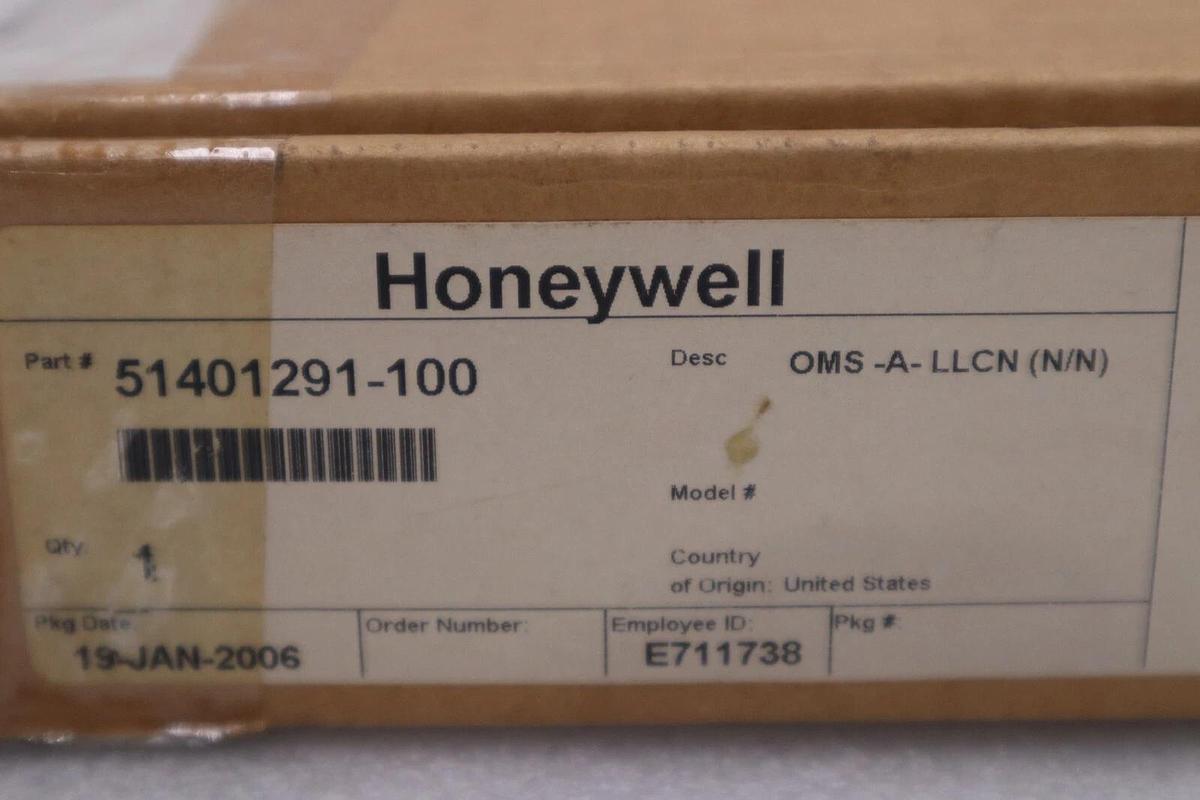 Honeywell
Part # 51401291-100
Desc OMS -A- LLCN (N/N)
Model #
Qty 1
Country
of Origin: United States
Pkg Date: 19-JAN-2006
Order Number:
Employee ID: E711738
Pkg #: